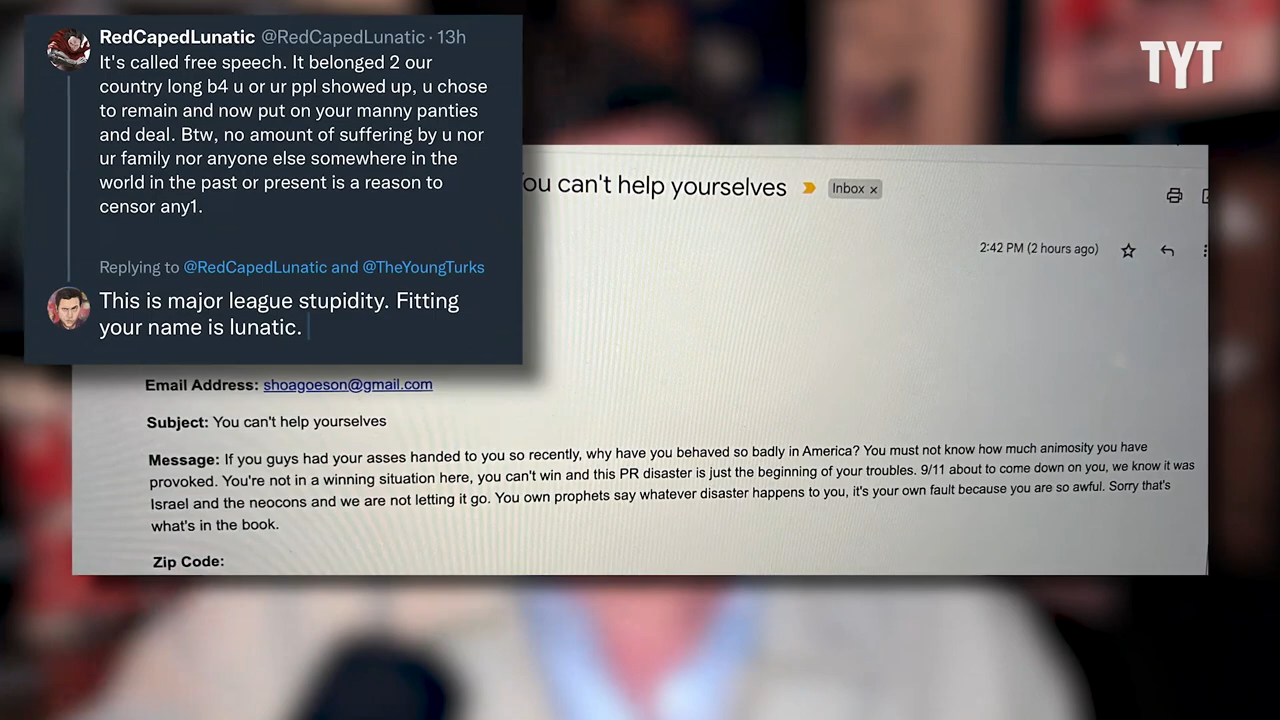 RedCapedLunatic @RedCapedLunatic · 13h
It's called free speech. It belonged 2 our
country long b4 u or ur ppl showed up, u chose
to remain and now put on your manny panties
and deal. Btw, no amount of suffering by u nor
ur family nor anyone else somewhere in the
world in the past or present is a reason to
censor any1.
Replying to @RedCapedLunatic and @TheYoungTurks
This is major league stupidity. Fitting
your name is lunatic.
TYT
ou can't help yourselves
Inbox x
2:42 PM (2 hours ago)
Email Address: shoagoeson@gmail.com
Subject: You can't help yourselves
Message: If you guys had your asses handed to you so recently, why have you behaved so badly in America? You must not know how much animosity you have
provoked. You're not in a winning situation here, you can't win and this PR disaster is just the beginning of your troubles. 9/11 about to come down on you, we know it was
Israel and the neocons and we are not letting it go. You own prophets say whatever disaster happens to you, it's your own fault because you are so awful. Sorry that's
what's in the book.
Zip Code: